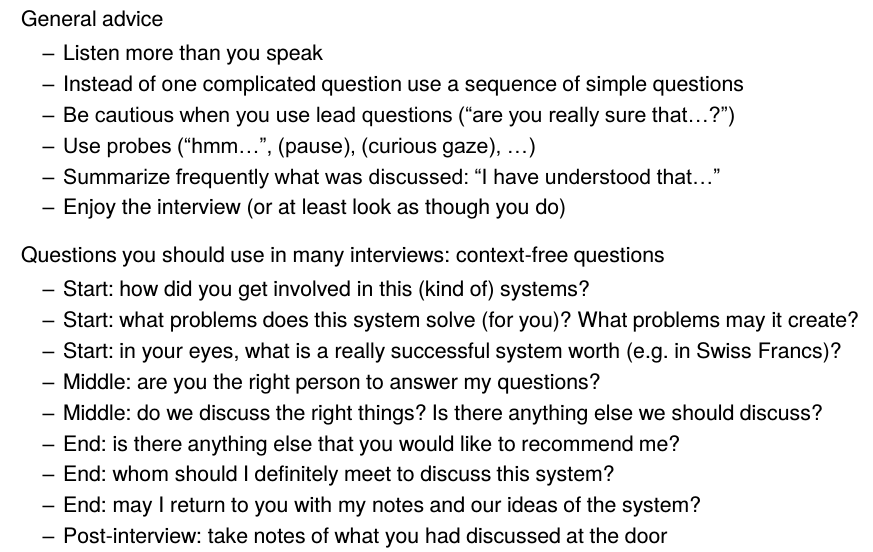 General advice
– Listen more than you speak
– Instead of one complicated question use a sequence of simple questions
– Be cautious when you use lead questions (“are you really sure that…?”)
– Use probes (“hmm…”, (pause), (curious gaze), …)
– Summarize frequently what was discussed: “I have understood that…”
– Enjoy the interview (or at least look as though you do)
Questions you should use in many interviews: context-free questions
– Start: how did you get involved in this (kind of) systems?
– Start: what problems does this system solve (for you)? What problems may it create?
– Start: in your eyes, what is a really successful system worth (e.g. in Swiss Francs)?
– Middle: are you the right person to answer my questions?
– Middle: do we discuss the right things? Is there anything else we should discuss?
– End: is there anything else that you would like to recommend me?
– End: whom should I definitely meet to discuss this system?
– End: may I return to you with my notes and our ideas of the system?
– Post-interview: take notes of what you had discussed at the door